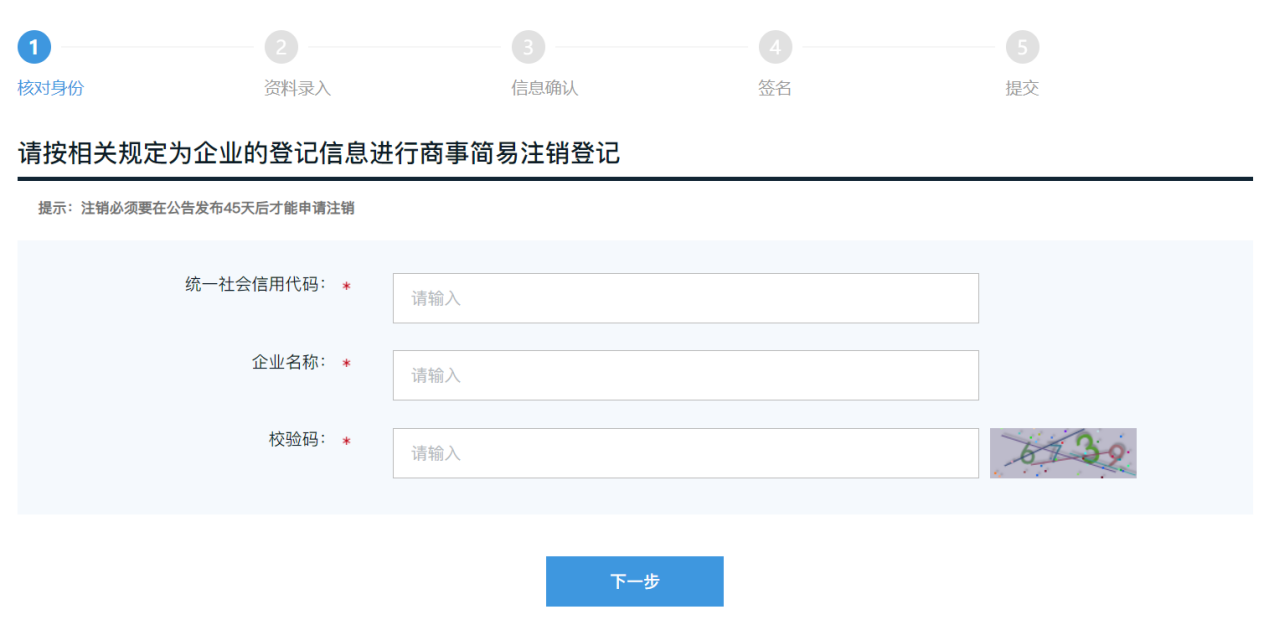 1 2 3 4 5
核对身份 资料录入 信息确认 签名 提交
请按相关规定为企业的登记信息进行商事简易注销登记
提示：注销必须要在公告发布45天后才能申请注销
统一社会信用代码： * 请输入
企业名称： * 请输入
校验码： * 请输入 6739
下一步